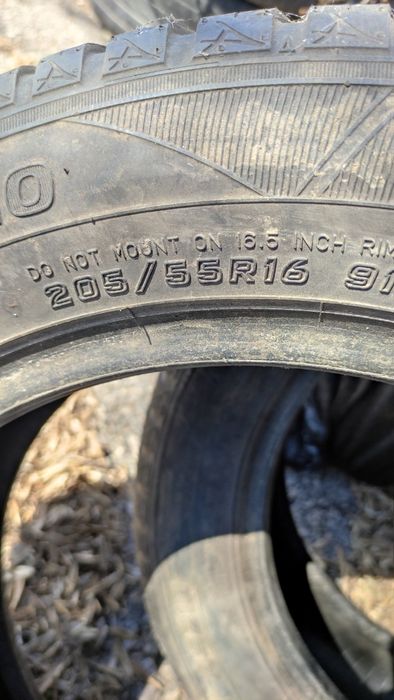 DO NOT MOUNT ON 16.5 INCH RIM
205/55R16 91